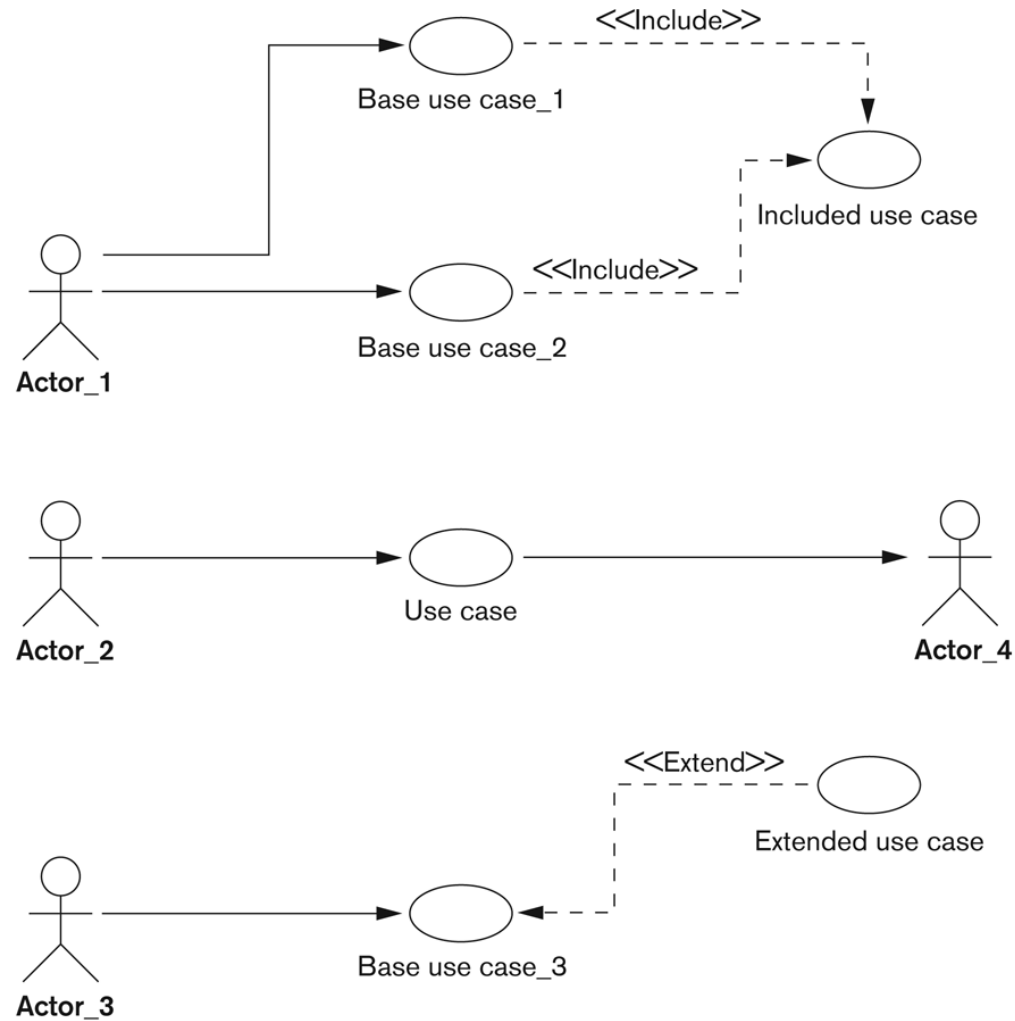 <<Include>>
Base use case_1
Included use case
<<Include>>
Base use case_2
Actor_1
Use case
Actor_2
Actor_4
<<Extend>>
Extended use case
Base use case_3
Actor_3